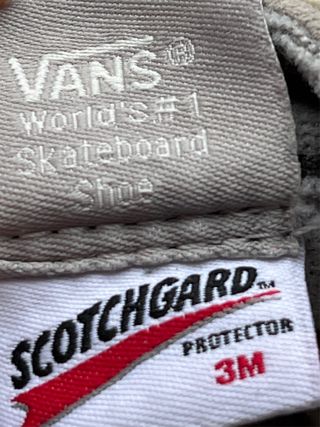 VANS®
World'S #1
Skateboard
Shoe
SCOTCHGARD™
PROTECTOR
3M